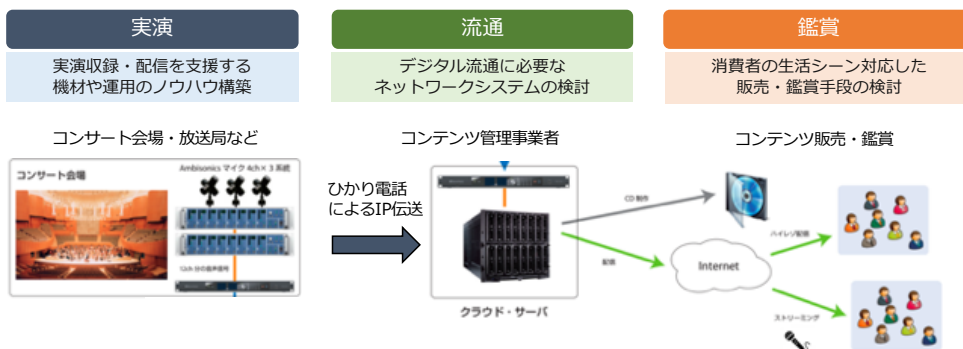 実演
流通
鑑賞
実演収録・配信を支援する
機材や運用のノウハウ構築
デジタル流通に必要な
ネットワークシステムの検討
消費者の生活シーン対応した
販売・鑑賞手段の検討
コンサート会場・放送局など
コンテンツ管理事業者
コンテンツ販売・鑑賞
コンサート会場
Ambisonics マイク 4ch × 3 系統
12ch 分の音声信号
ひかり電話
によるIP伝送
クラウド・サーバ
CD 制作
配信
Internet
ハイレゾ配信
ストリーミング